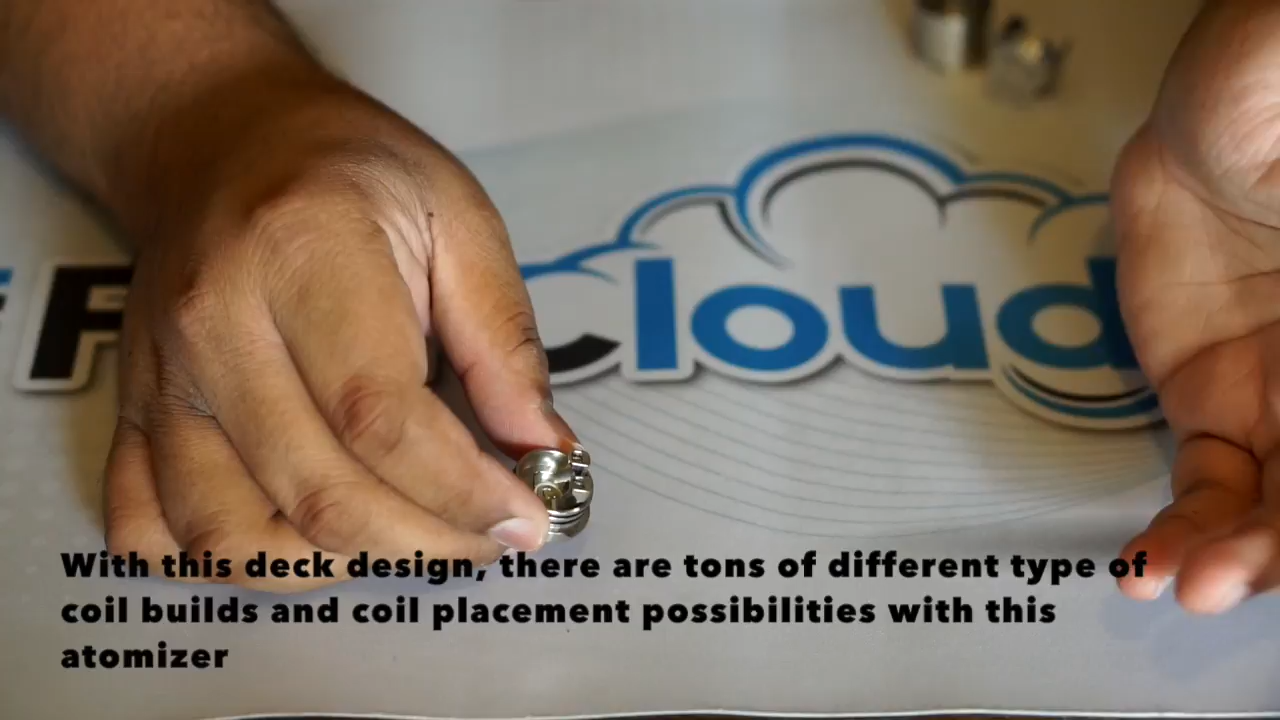 Cloud
With this deck design, there are tons of different type of
coil builds and coil placement possibilities with this
atomizer